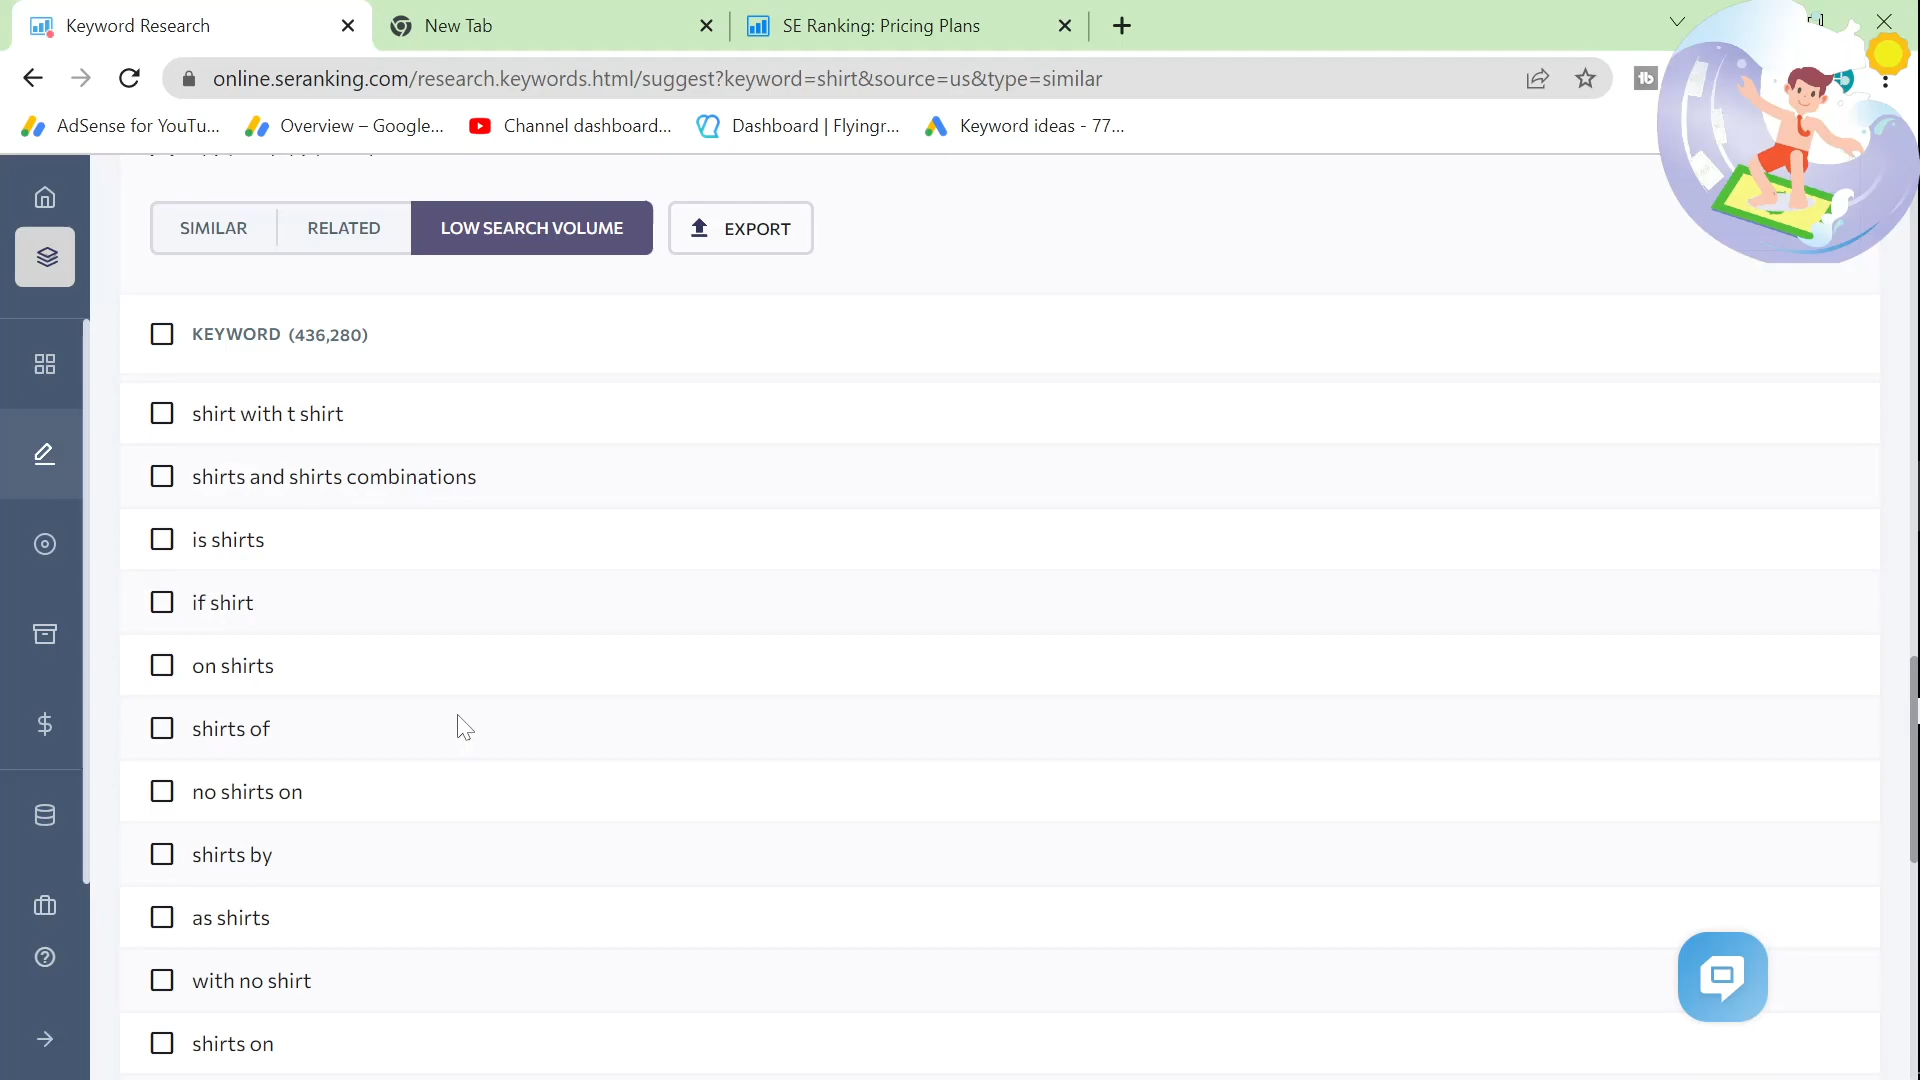 Keyword Research
New Tab
SE Ranking: Pricing Plans
online.seranking.com/research.keywords.html/suggest?keyword=shirt&source=us&type=similar
AdSense for YouTu...
Overview – Google...
Channel dashboard...
Dashboard | Flyingr...
Keyword ideas - 77...
SIMILAR
RELATED
LOW SEARCH VOLUME
EXPORT
KEYWORD (436,280)
shirt with t shirt
shirts and shirts combinations
is shirts
if shirt
on shirts
shirts of
no shirts on
shirts by
as shirts
with no shirt
shirts on